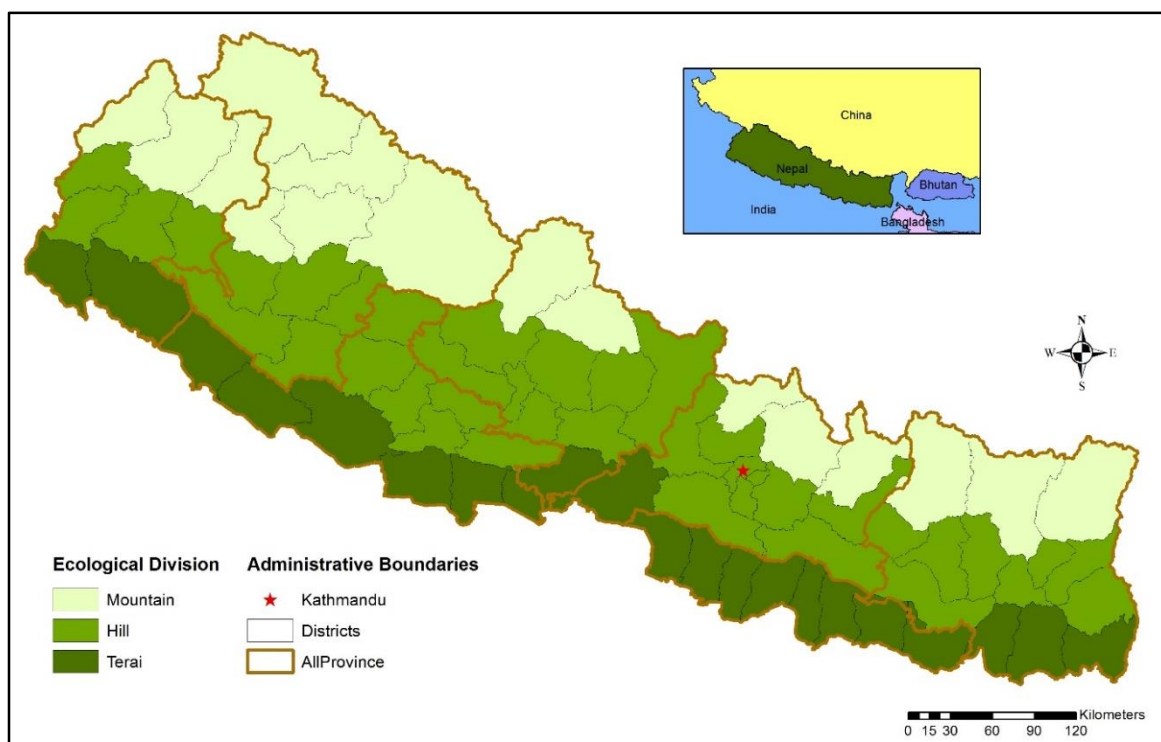 China
Nepal
Bhutan
India
Bangladesh
N
W E
S
Ecological Division
Mountain
Hill
Terai
Administrative Boundaries
Kathmandu
Districts
AllProvince
Kilometers
0 15 30 60 90 120